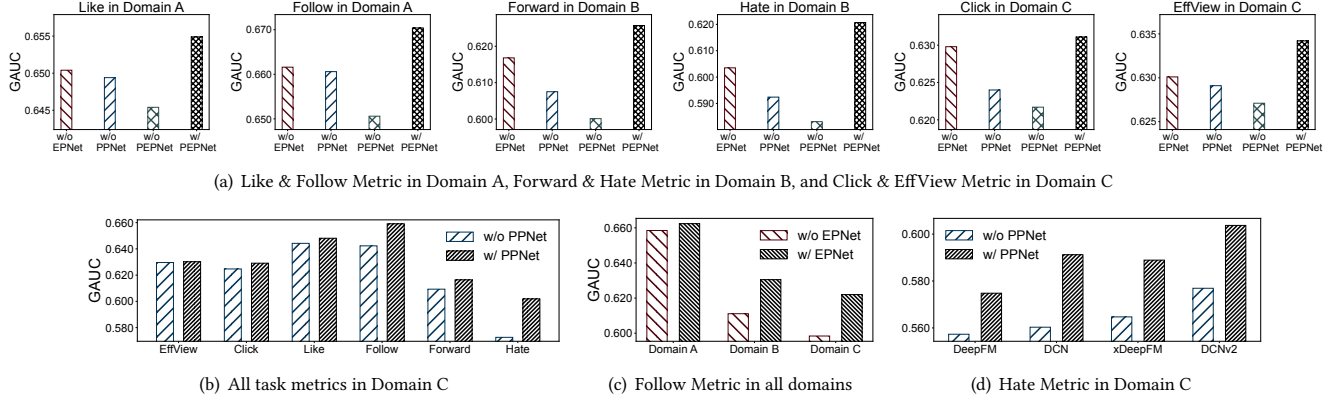 Like in Domain A
GAUC
0.655
0.650
0.645
w/o EPNet
w/o PPNet
w/o PEPNet
w/ PEPNet
Follow in Domain A
GAUC
0.670
0.660
0.650
w/o EPNet
w/o PPNet
w/o PEPNet
w/ PEPNet
Forward in Domain B
GAUC
0.620
0.610
0.600
w/o EPNet
w/o PPNet
w/o PEPNet
w/ PEPNet
Hate in Domain B
GAUC
0.620
0.610
0.600
0.590
w/o EPNet
w/o PPNet
w/o PEPNet
w/ PEPNet
Click in Domain C
GAUC
0.630
0.625
0.620
w/o EPNet
w/o PPNet
w/o PEPNet
w/ PEPNet
EffView in Domain C
GAUC
0.635
0.630
0.625
w/o EPNet
w/o PPNet
w/o PEPNet
w/ PEPNet
(a) Like & Follow Metric in Domain A, Forward & Hate Metric in Domain B, and Click & EffView Metric in Domain C
GAUC
0.660
0.640
0.620
0.600
0.580
w/o PPNet
w/ PPNet
EffView Click Like Follow Forward Hate
(b) All task metrics in Domain C
GAUC
0.660
0.640
0.620
0.600
w/o EPNet
w/ EPNet
Domain A Domain B Domain C
(c) Follow Metric in all domains
GAUC
0.600
0.580
0.560
w/o PPNet
w/ PPNet
DeepFM DCN xDeepFM DCNv2
(d) Hate Metric in Domain C